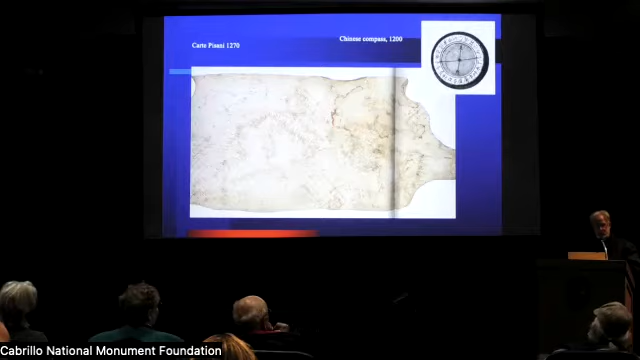 Carte Pisani 1270
Chinese compass, 1200
Cabrillo National Monument Foundation